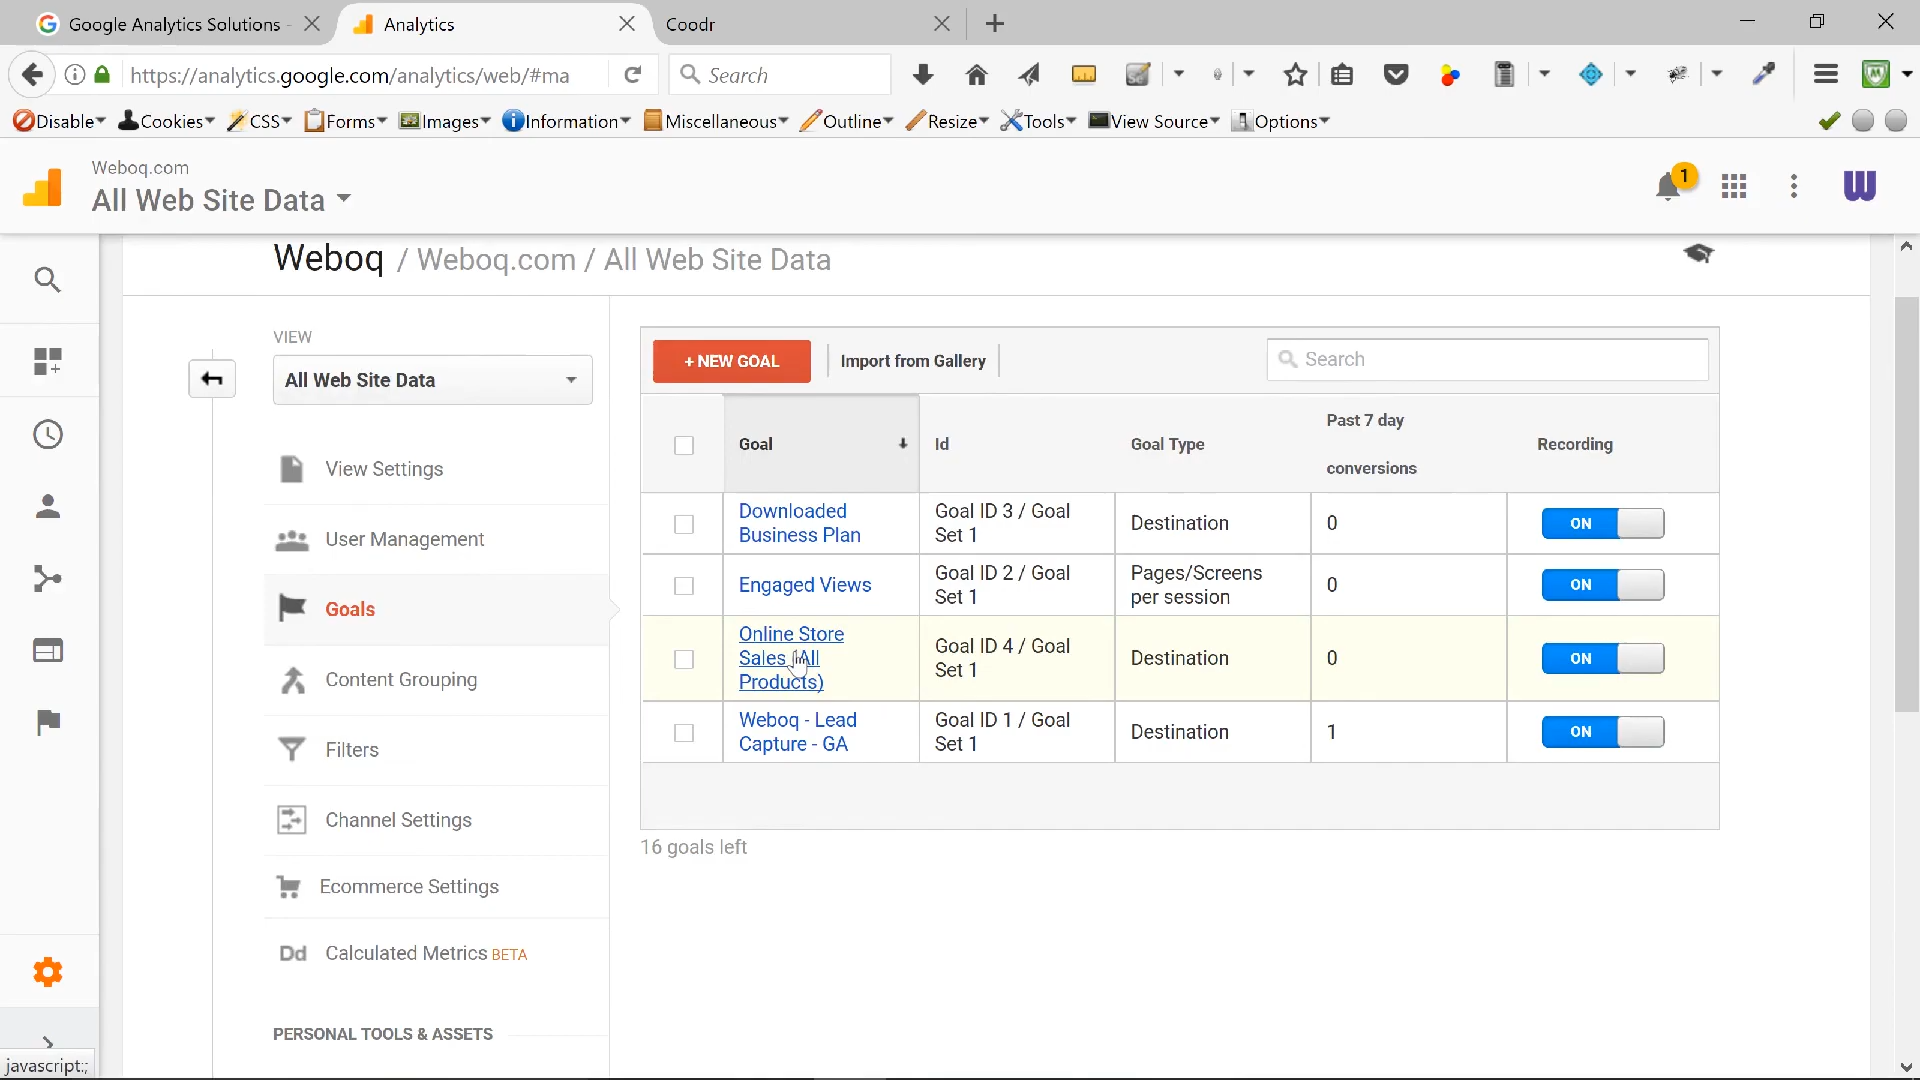 Google Analytics Solutions -
Analytics
Coodr
https://analytics.google.com/analytics/web/#ma
Search
Disable
Cookies
CSS
Forms
Images
Information
Miscellaneous
Outline
Resize
Tools
View Source
Options
Weboq.com
All Web Site Data
1
W
Weboq / Weboq.com / All Web Site Data
VIEW
All Web Site Data
View Settings
User Management
Goals
Content Grouping
Filters
Channel Settings
Ecommerce Settings
Dd Calculated Metrics BETA
PERSONAL TOOLS & ASSETS
+ NEW GOAL
Import from Gallery
Search
Goal
Id
Goal Type
Past 7 day
conversions
Recording
Downloaded
Business Plan
Goal ID 3 / Goal
Set 1
Destination
0
ON
Engaged Views
Goal ID 2 / Goal
Set 1
Pages/Screens
per session
0
ON
Online Store
Sales (All
Products)
Goal ID 4 / Goal
Set 1
Destination
0
ON
Weboq - Lead
Capture - GA
Goal ID 1 / Goal
Set 1
Destination
1
ON
16 goals left
javascript:;